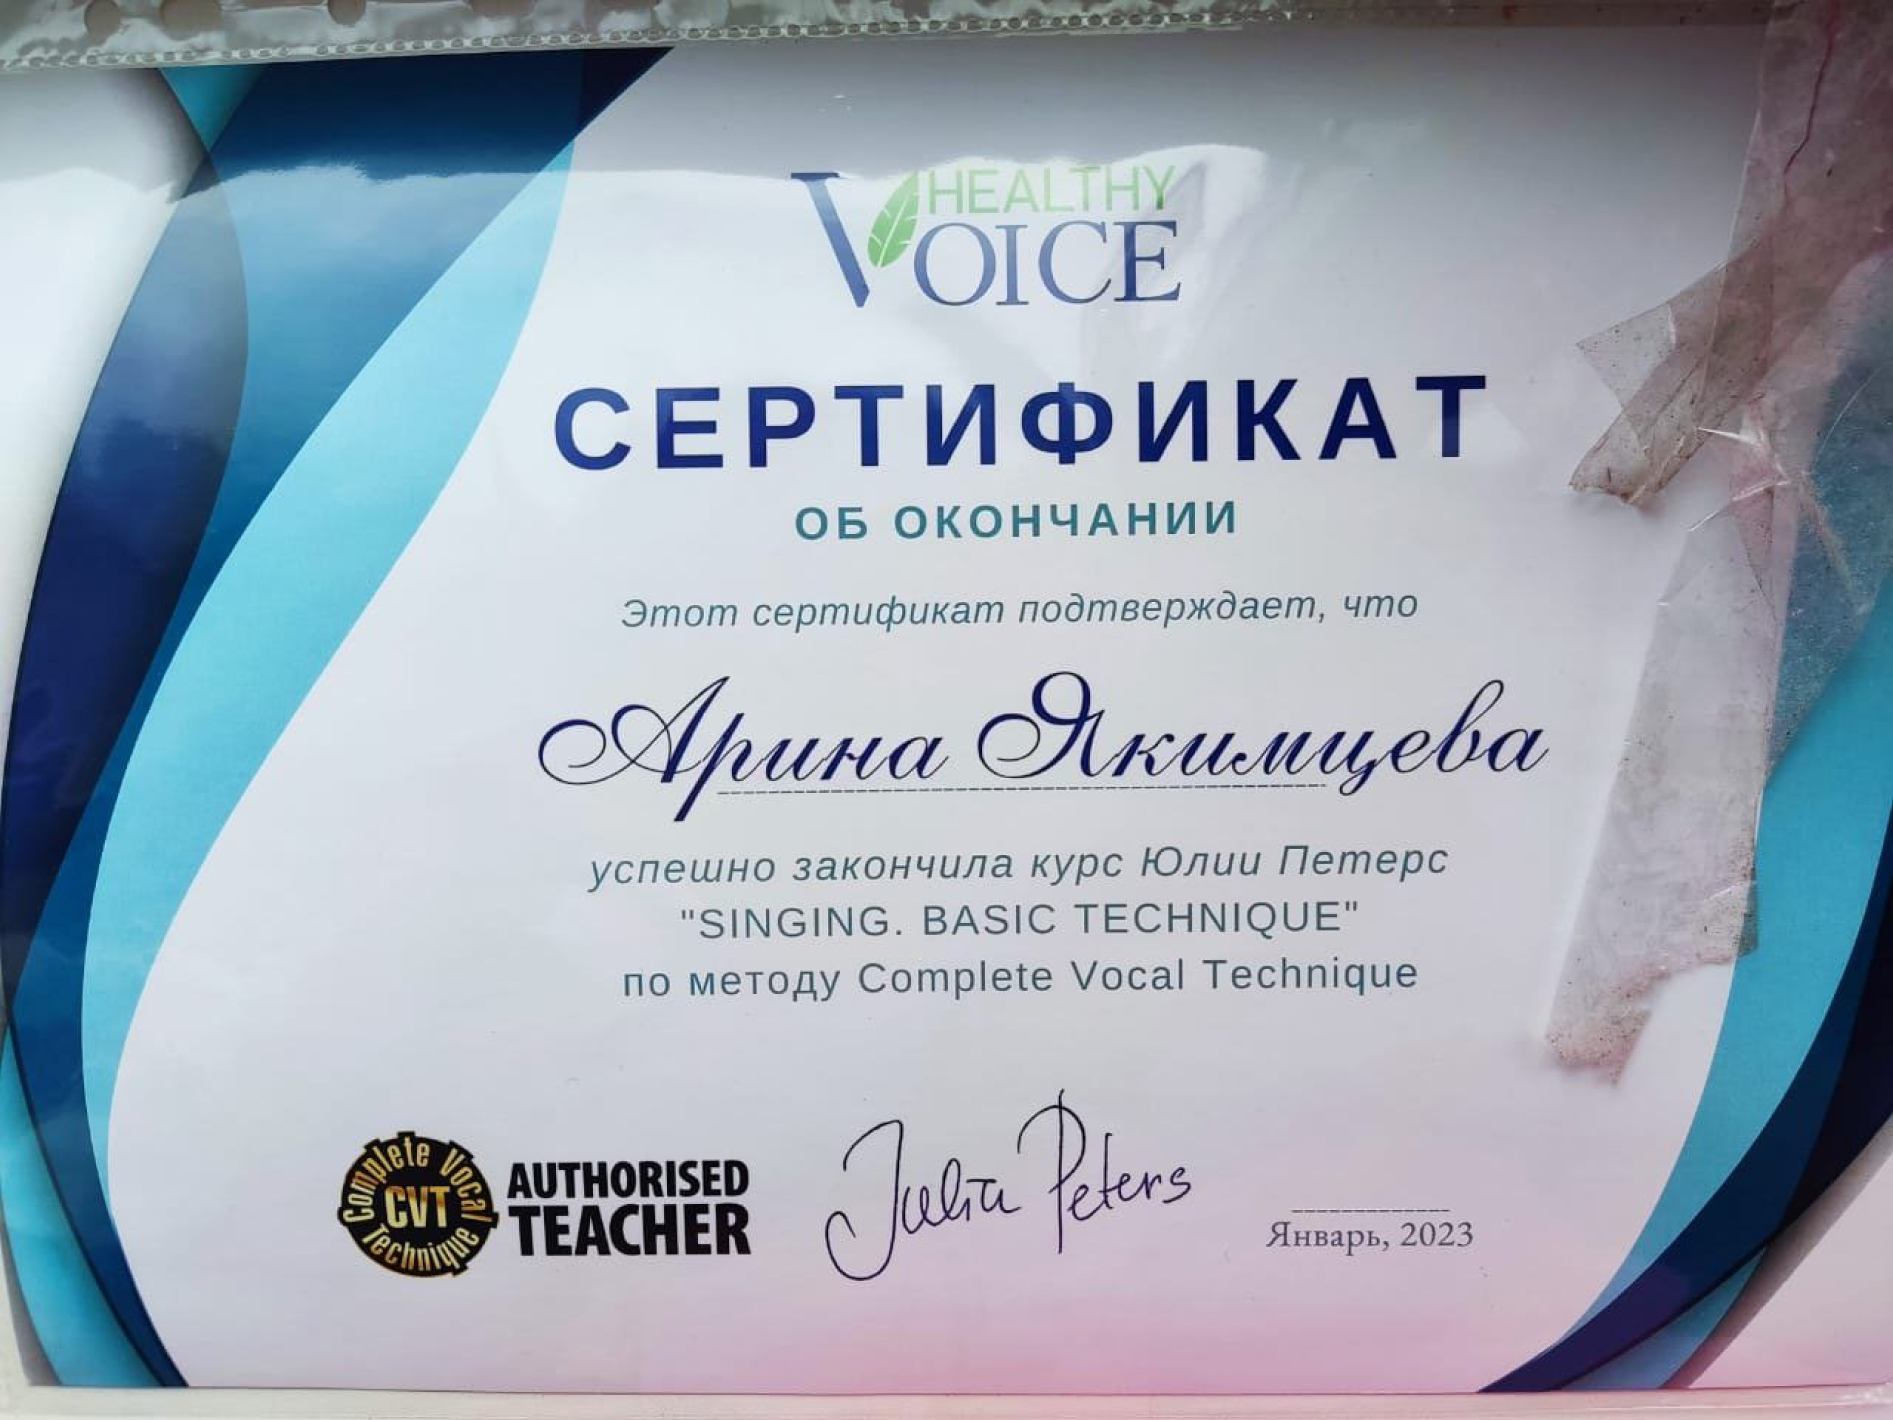 HEALTHY
VOICE
СЕРТИФИКАТ
ОБ ОКОНЧАНИИ
Этот сертификат подтверждает, что
Арина Якимцева
успешно закончила курс Юлии Петерс
"SINGING. BASIC TECHNIQUE"
по методу Complete Vocal Technique
Complete Vocal
CVT
Technique
AUTHORISED
TEACHER
Julia Peters
Январь, 2023